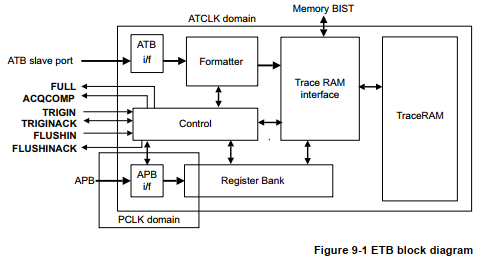 ATCLK domain
Memory BIST
ATB slave port
ATB
i/f
Formatter
Trace RAM
interface
TraceRAM
FULL
ACQCOMP
TRIGIN
TRIGINACK
FLUSHIN
FLUSHINACK
Control
APB
APB
i/f
Register Bank
PCLK domain
Figure 9-1 ETB block diagram